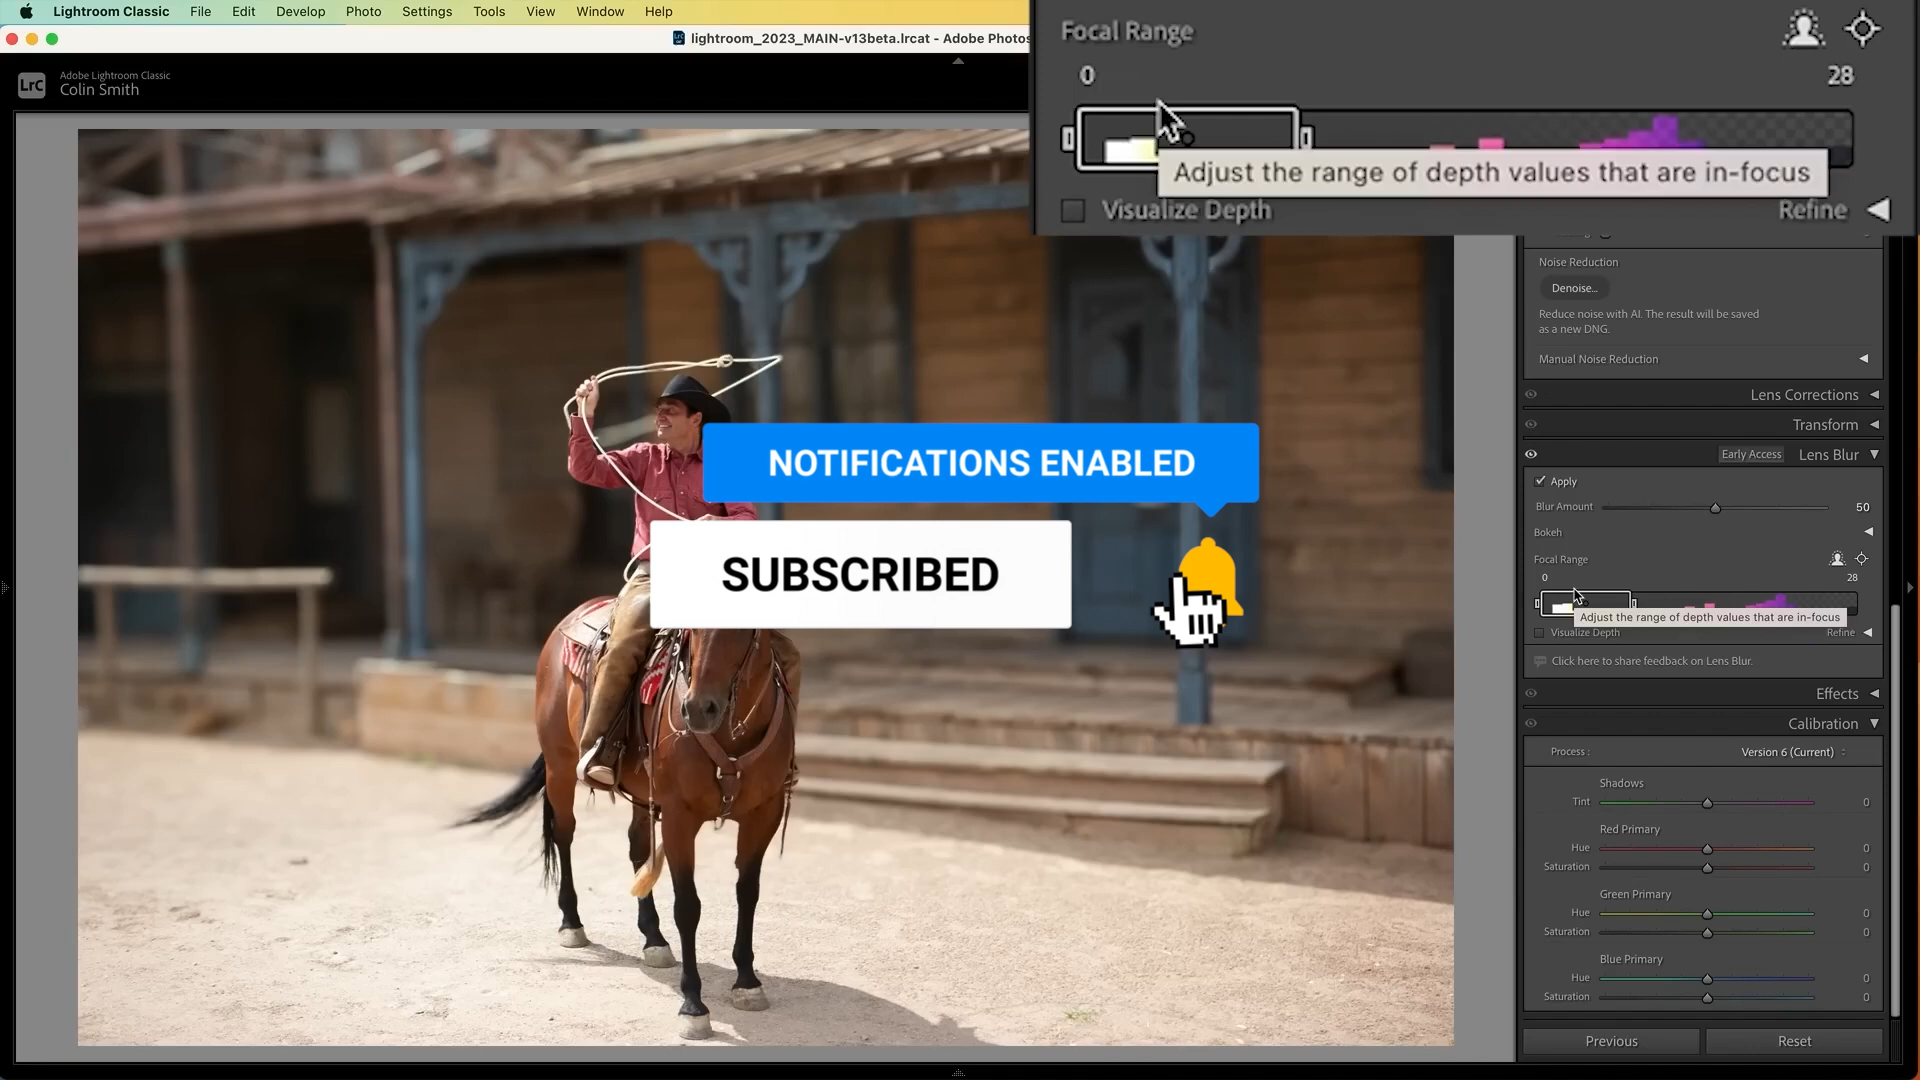 Lightroom Classic File Edit Develop Photo Settings Tools View Window Help
lightroom_2023_MAIN-v13beta.lrcat - Adobe Photos
LrC
Adobe Lightroom Classic
Colin Smith
Focal Range
0 28
Adjust the range of depth values that are in-focus
Visualize Depth Refine
NOTIFICATIONS ENABLED
SUBSCRIBED
Noise Reduction
Denoise...
Reduce noise with AI. The result will be saved
as a new DNG.
Manual Noise Reduction
Lens Corrections
Transform
Early Access Lens Blur
Apply
Blur Amount 50
Bokeh
Focal Range
0 28
Adjust the range of depth values that are in-focus
Visualize Depth Refine
Click here to share feedback on Lens Blur.
Effects
Calibration
Process : Version 6 (Current)
Shadows
Tint 0
Red Primary
Hue 0
Saturation 0
Green Primary
Hue 0
Saturation 0
Blue Primary
Hue 0
Saturation 0
Previous Reset